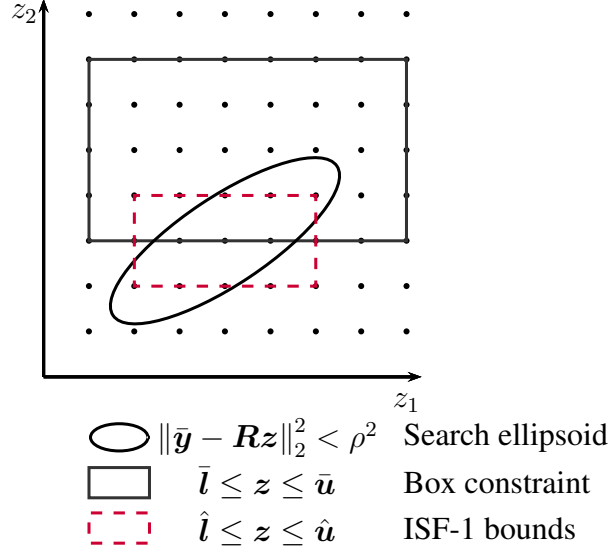 z₂
z₁
‖ȳ − Rz‖₂² < ρ² Search ellipsoid
l̄ ≤ z ≤ ū Box constraint
l̂ ≤ z ≤ û ISF-1 bounds